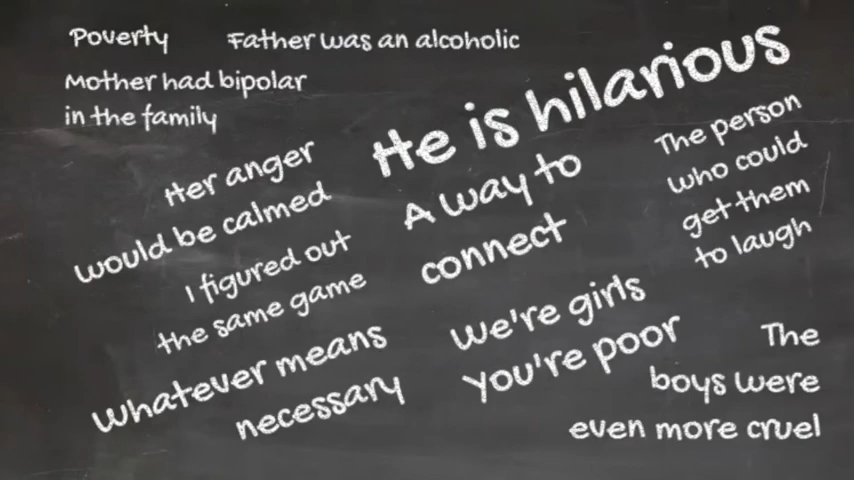 Poverty
Father was an alcoholic
Mother had bipolar
in the family
He is hilarious
Her anger
would be calmed
A way to
connect
The person
who could
get them
to laugh
I figured out
the same game
We're girls
You're poor
whatever means
necessary
The
boys were
even more cruel